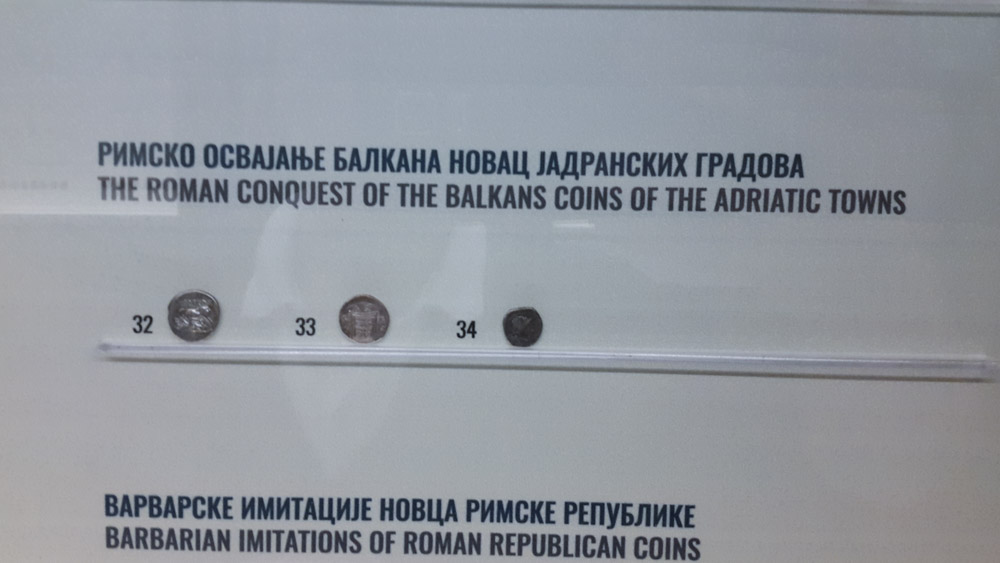 РИМСКО ОСВАЈАЊЕ БАЛКАНА НОВАЦ ЈАДРАНСКИХ ГРАДОВА
THE ROMAN CONQUEST OF THE BALKANS COINS OF THE ADRIATIC TOWNS
32 33 34
ВАРВАРСКЕ ИМИТАЦИЈЕ НОВЦА РИМСКЕ РЕПУБЛИКЕ
BARBARIAN IMITATIONS OF ROMAN REPUBLICAN COINS